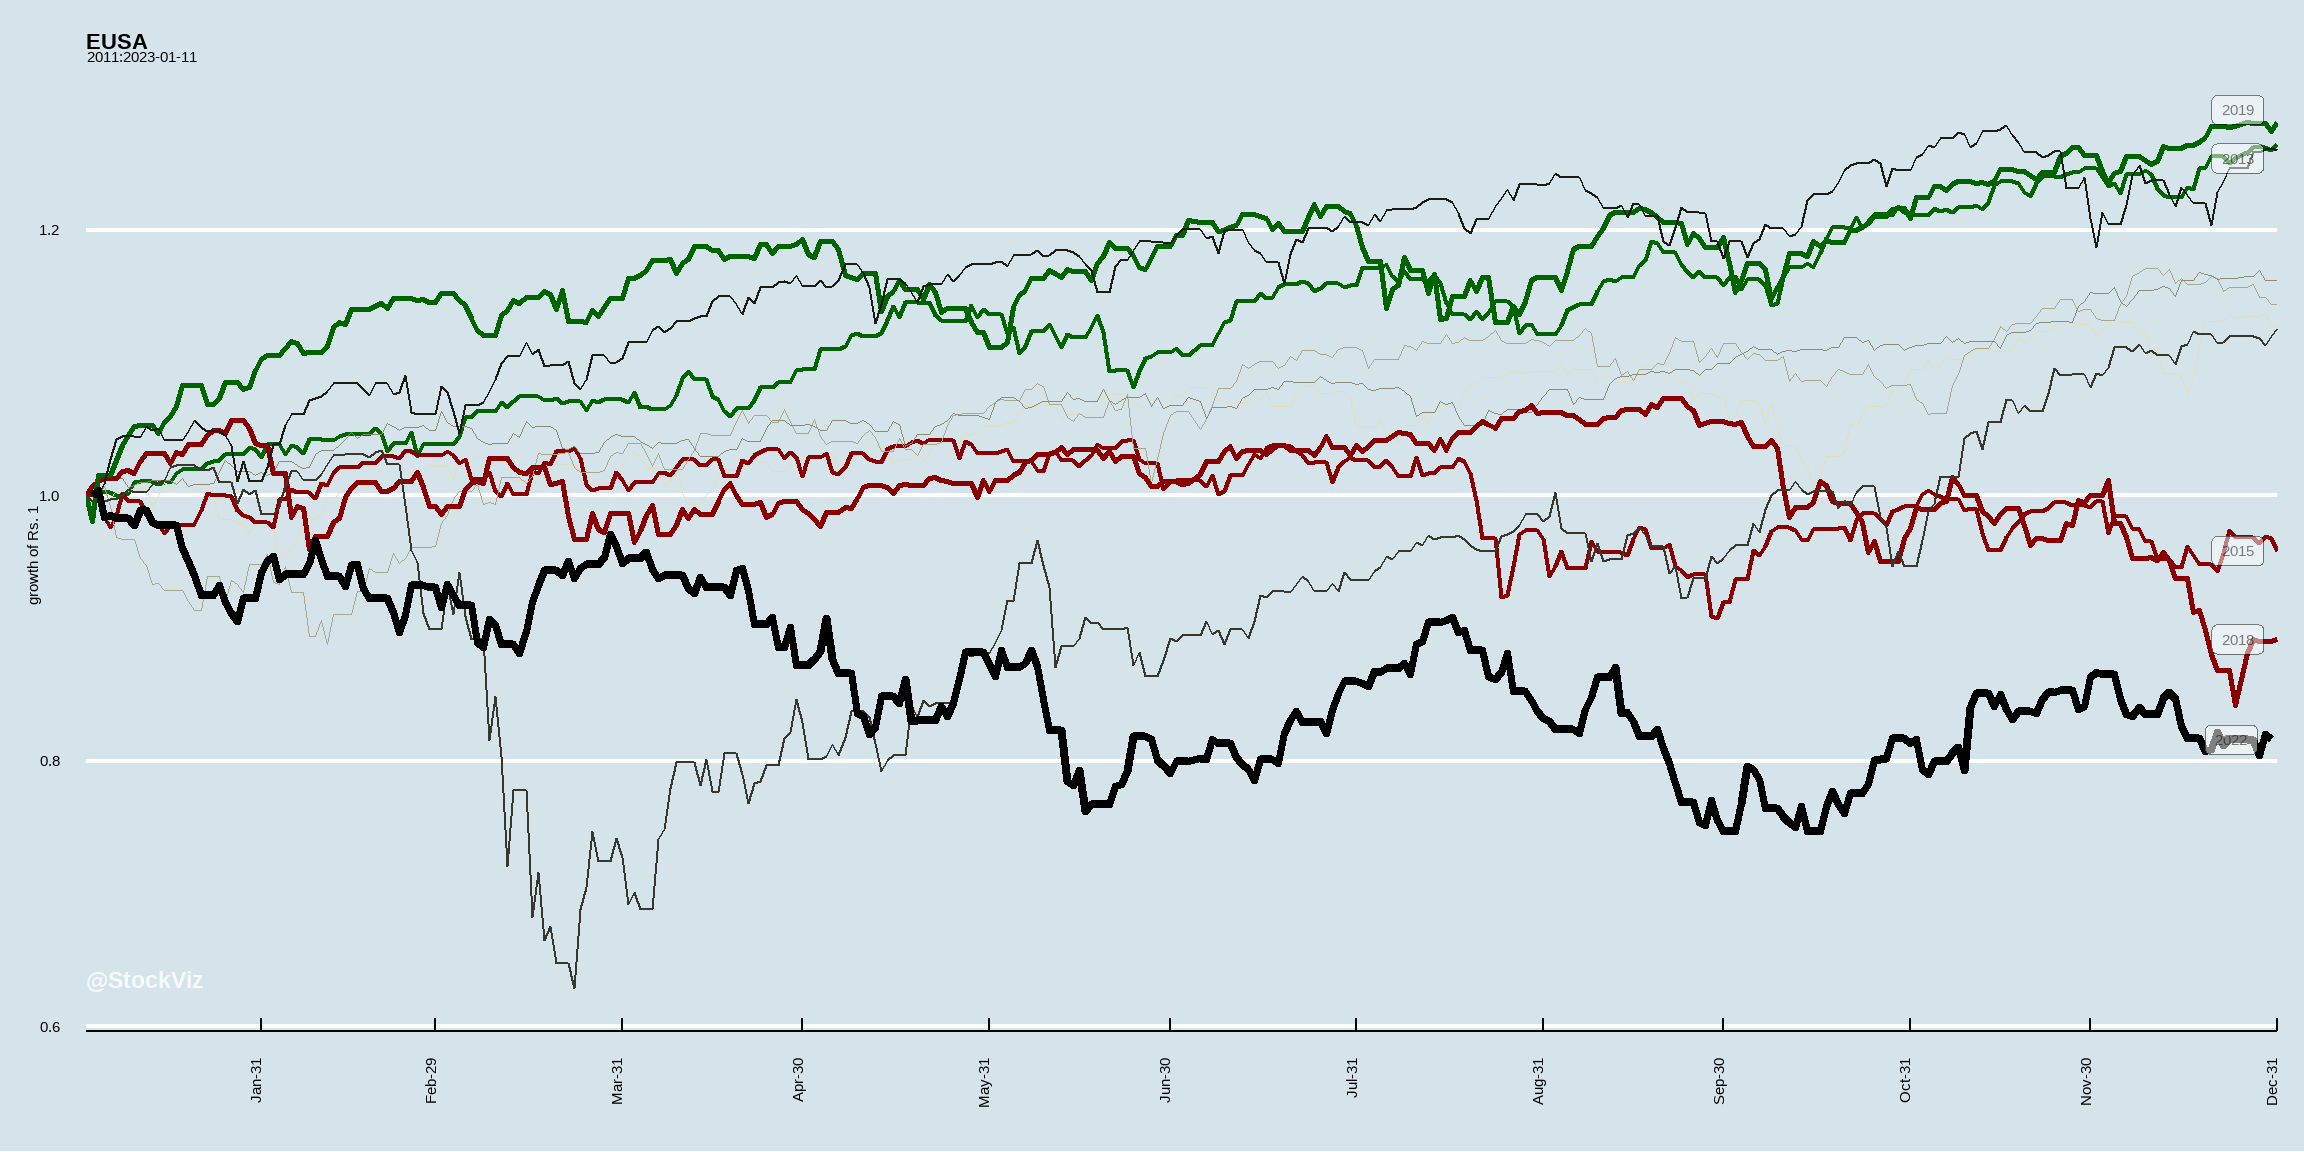 EUSA
2011:2023-01-11
2019
2013
1.2
1.0
growth of Rs. 1
2015
2018
2022
0.8
@StockViz
0.6
Jan-31
Feb-29
Mar-31
Apr-30
May-31
Jun-30
Jul-31
Aug-31
Sep-30
Oct-31
Nov-30
Dec-31